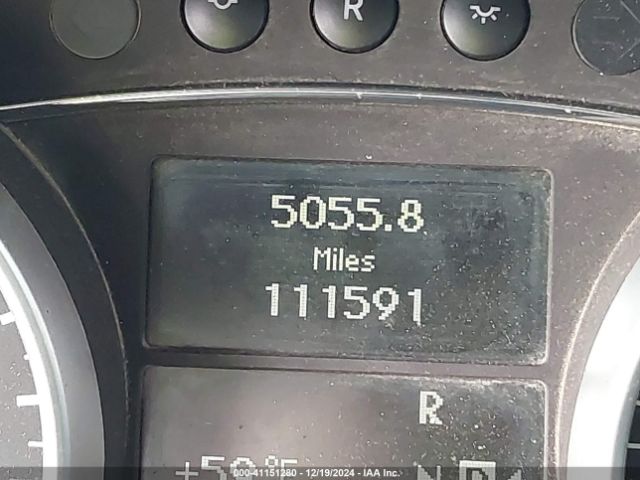 R
5055.8
Miles
111591
R
N D
000-41151280 - 12/19/2024 - IAA Inc.